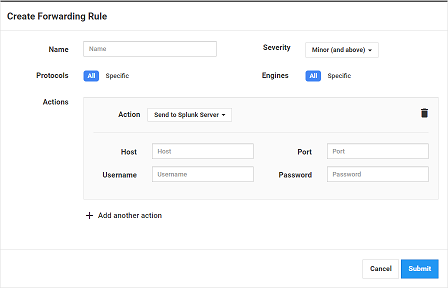 Create Forwarding Rule
Name Name Severity Minor (and above)
Protocols All Specific Engines All Specific
Actions
Action Send to Splunk Server
Host Host Port Port
Username Username Password Password
+ Add another action
Cancel Submit